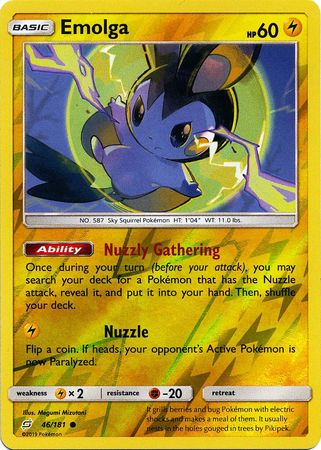 BASIC
Emolga
HP60
NO. 587 Sky Squirrel Pokémon HT: 1'04" WT: 11.0 lbs.
Ability Nuzzly Gathering
Once during your turn (before your attack), you may
search your deck for a Pokémon that has the Nuzzle
attack, reveal it, and put it into your hand. Then, shuffle
your deck.
Nuzzle
Flip a coin. If heads, your opponent's Active Pokémon
is now Paralyzed.
weakness ×2 resistance -20 retreat
Illus. Megumi Mizutani
46/181
©2019 Pokémon
It grills berries and bug Pokémon with electric
shocks and makes a meal of them. It usually
nests in the holes gouged in trees by Pikipek.